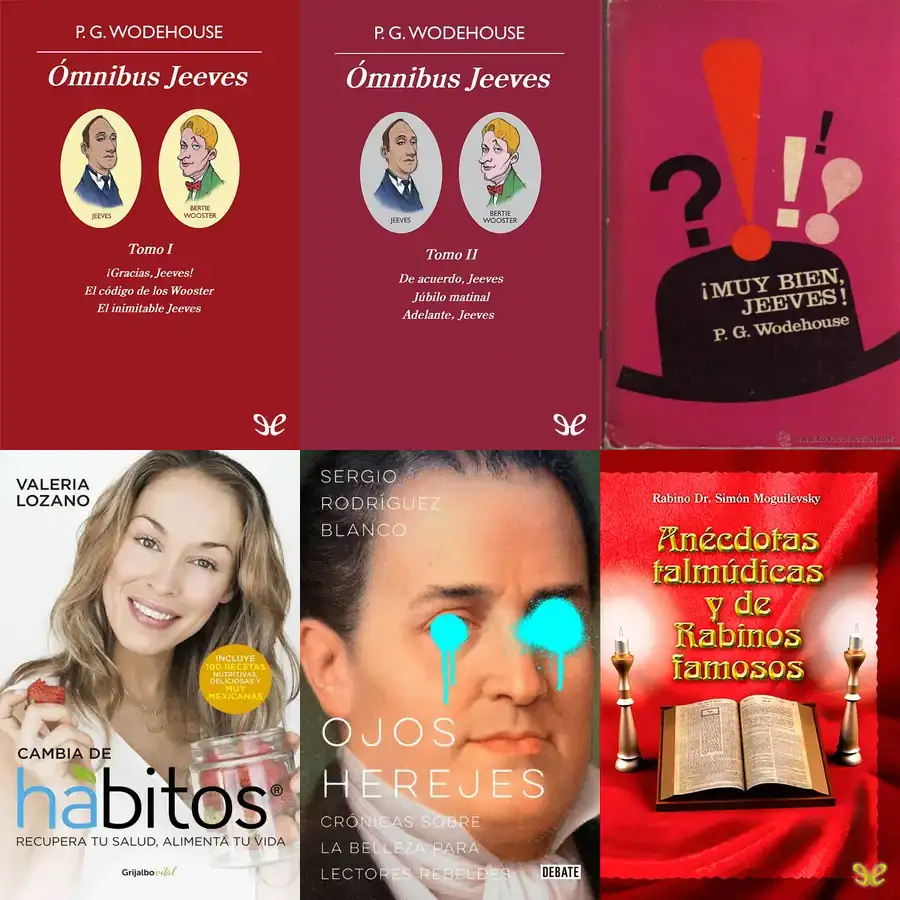 P. G. WODEHOUSE
Ómnibus Jeeves
JEEVES
BERTIE
WOOSTER
Tomo I
¡Gracias, Jeeves!
El código de los Wooster
El inimitable Jeeves
P. G. WODEHOUSE
Ómnibus Jeeves
JEEVES
BERTIE
WOOSTER
Tomo II
De acuerdo, Jeeves
Júbilo matinal
Adelante, Jeeves
?!!!?
¡MUY BIEN,
JEEVES!
P. G. Wodehouse
www.todocoleccion.net
VALERIA
LOZANO
INCLUYE
100 RECETAS
NUTRITIVAS,
DELICIOSAS Y
MUY
MEXICANAS
CAMBIA DE
hàbitos®
RECUPERA TU SALUD, ALIMENTA TU VIDA
Grijalbo vital
SERGIO
RODRÍGUEZ
BLANCO
OJOS
HEREJES
CRÓNICAS SOBRE
LA BELLEZA PARA
LECTORES REBELDES
DEBATE
Rabino Dr. Simón Moguilevsky
Anécdotas
talmúdicas
y de
Rabinos
famosos